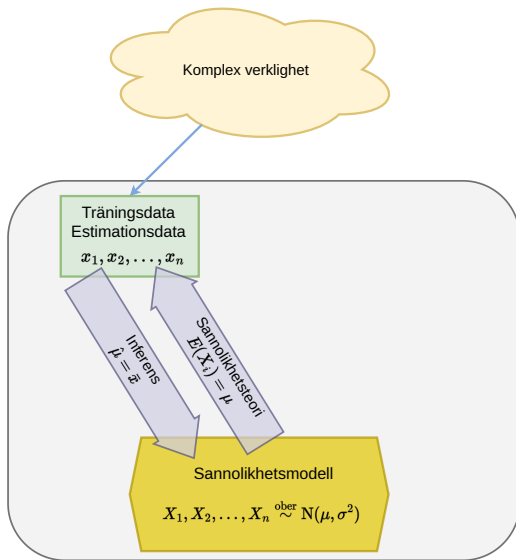 Komplex verklighet
Träningsdata
Estimationsdata
x₁, x₂, . . . , xₙ
Inferens
μ̂ = x̄
Sannolikhetsteori
E(Xᵢ) = μ
Sannolikhetsmodell
X₁, X₂, . . . , Xₙ ober∼ N(μ, σ²)